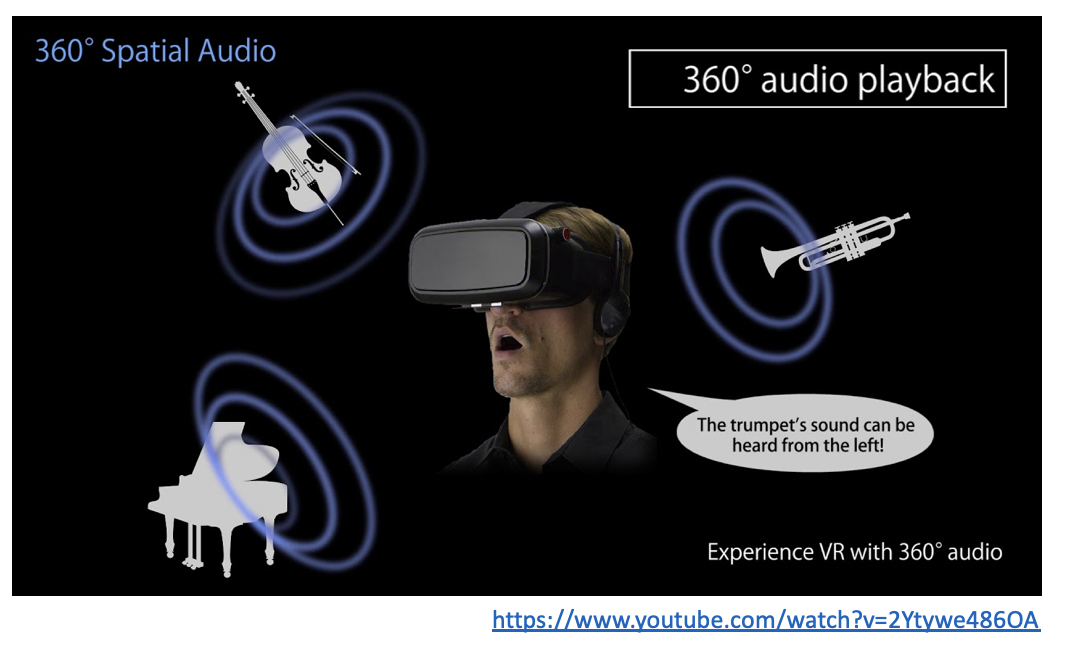 360° Spatial Audio
360° audio playback
The trumpet's sound can be
heard from the left!
Experience VR with 360° audio
https://www.youtube.com/watch?v=2Ytywe486OA